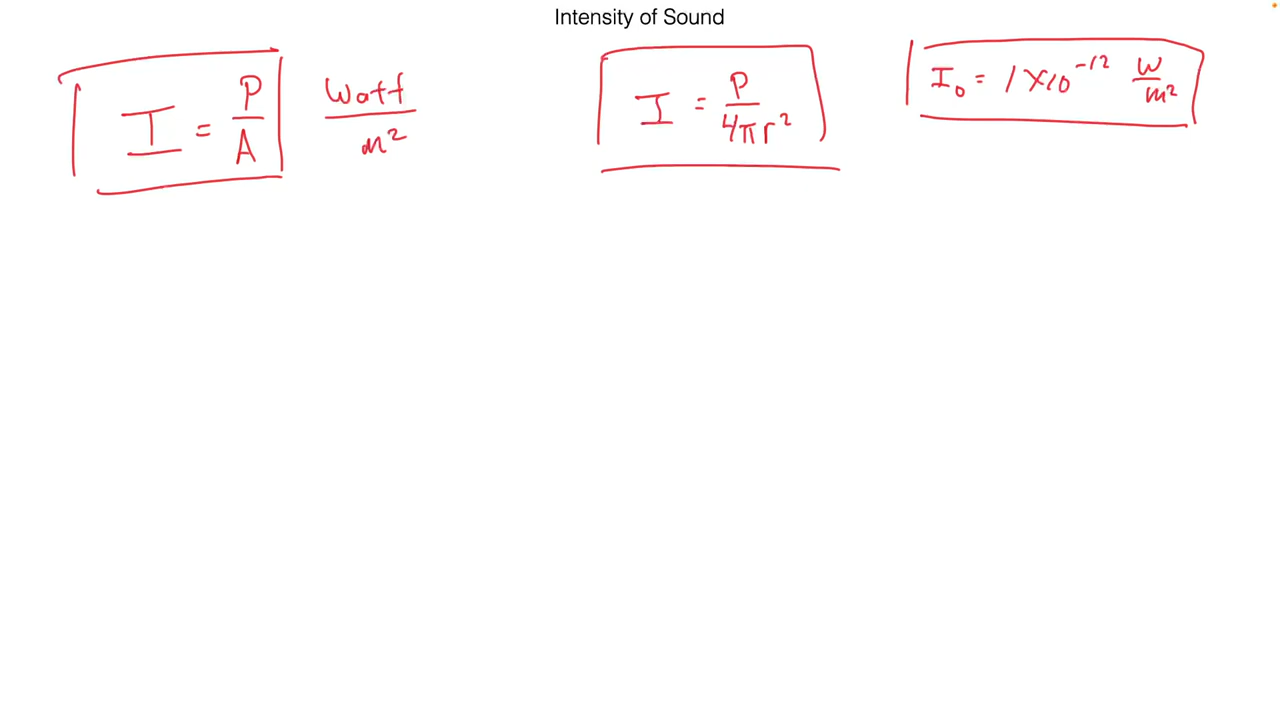 Intensity of Sound
I = P/A Watt/m²
I = P/4πr²
I₀ = 1×10⁻¹² W/m²